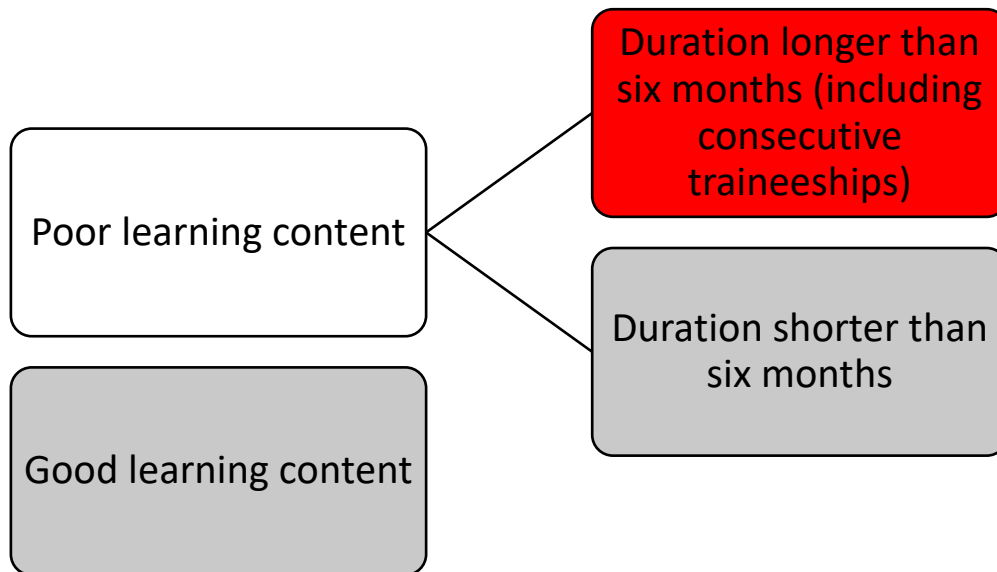 Duration longer than
six months (including
consecutive
traineeships)
Poor learning content
Duration shorter than
six months
Good learning content